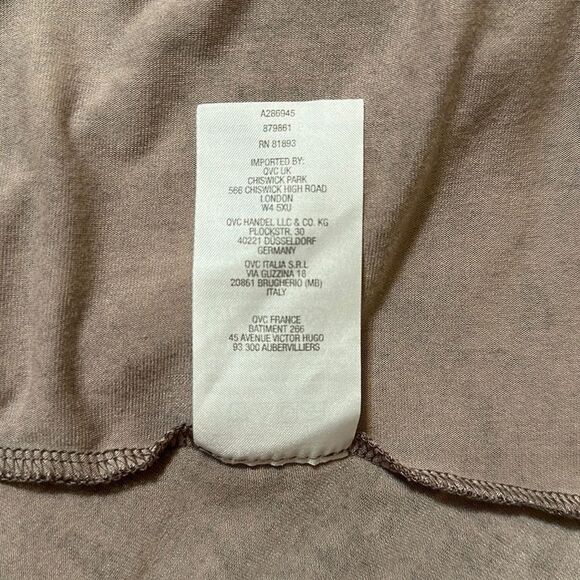 A286945
879861
RN 81893
IMPORTED BY:
QVC UK
CHISWICK PARK
566 CHISWICK HIGH ROAD
LONDON
W4 5XU
QVC HANDEL LLC & CO. KG
PLOCKSTR. 30
40221 DÜSSELDORF
GERMANY
QVC ITALIA S.R.L
VIA GUZZINA 18
20861 BRUGHERIO (MB)
ITALY
QVC FRANCE
BATIMENT 266
45 AVENUE VICTOR HUGO
93 300 AUBERVILLIERS